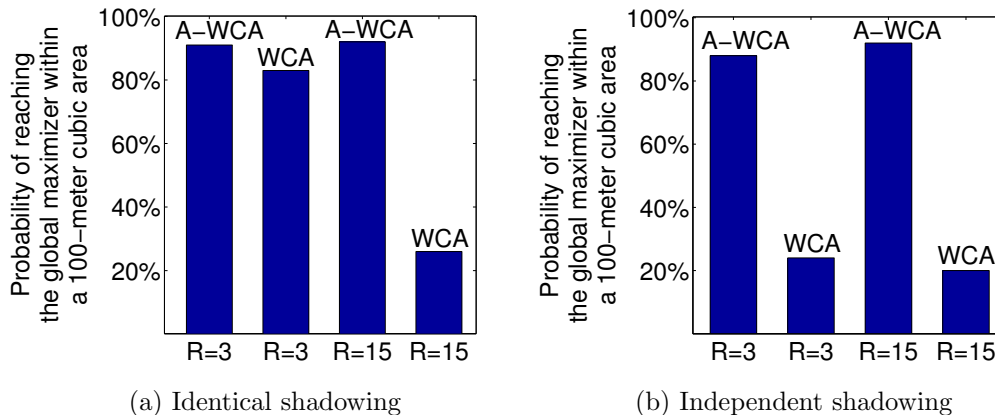 Probability of reaching
the global maximizer within
a 100−meter cubic area
100%
80%
60%
40%
20%
A−WCA
WCA
A−WCA
WCA
R=3
R=3
R=15
R=15
(a) Identical shadowing
Probability of reaching
the global maximizer within
a 100−meter cubic area
100%
80%
60%
40%
20%
A−WCA
WCA
A−WCA
WCA
R=3
R=3
R=15
R=15
(b) Independent shadowing